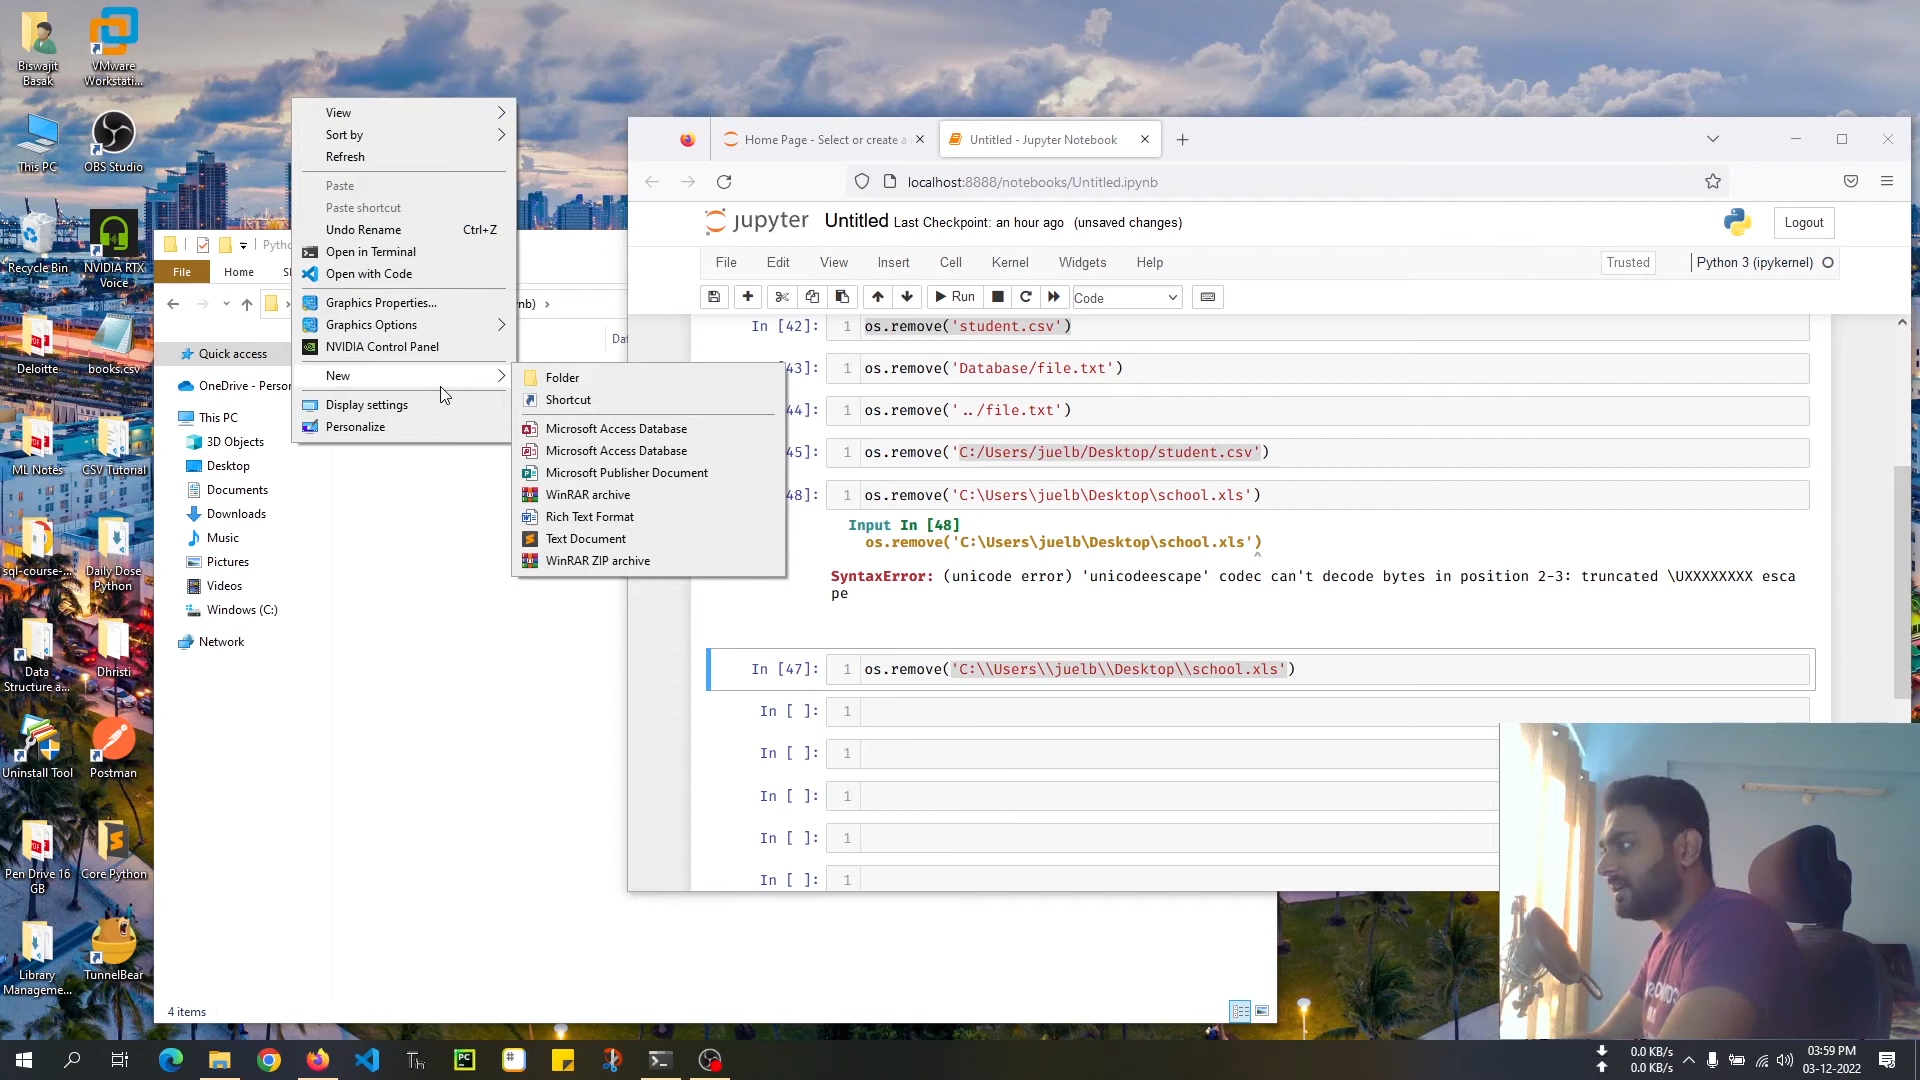 Biswajit
Basak
VMware
Workstati...
This PC
OBS Studio
Recycle Bin
NVIDIA RTX
Voice
Deloitte
books.csv
ML Notes
CSV Tutorial
sql-course-...
Daily Dose
Python
Data
Structure a...
Dhristi
Uninstall Tool
Postman
Pen Drive 16
GB
Core Python
Library
Manageme...
TunnelBear
File
Home
Quick access
OneDrive - Person
This PC
3D Objects
Desktop
Documents
Downloads
Music
Pictures
Videos
Windows (C:)
Network
4 items
View
Sort by
Refresh
Paste
Paste shortcut
Undo Rename Ctrl+Z
Open in Terminal
Open with Code
Graphics Properties...
Graphics Options
NVIDIA Control Panel
New
Display settings
Personalize
Folder
Shortcut
Microsoft Access Database
Microsoft Access Database
Microsoft Publisher Document
WinRAR archive
Rich Text Format
Text Document
WinRAR ZIP archive
Home Page - Select or create a
Untitled - Jupyter Notebook
localhost:8888/notebooks/Untitled.ipynb
jupyter Untitled Last Checkpoint: an hour ago (unsaved changes)
Logout
File Edit View Insert Cell Kernel Widgets Help
Trusted
Python 3 (ipykernel)
Run
Code
In [42]: 1 os.remove('student.csv')
43]: 1 os.remove('Database/file.txt')
44]: 1 os.remove('../file.txt')
45]: 1 os.remove('C:/Users/juelb/Desktop/student.csv')
48]: 1 os.remove('C:\Users\juelb\Desktop\school.xls')
Input In [48]
os.remove('C:\Users\juelb\Desktop\school.xls')
^
SyntaxError: (unicode error) 'unicodeescape' codec can't decode bytes in position 2-3: truncated \UXXXXXXXX esca
pe
In [47]: 1 os.remove('C:\\Users\\juelb\\Desktop\\school.xls')
In [ ]: 1
In [ ]: 1
In [ ]: 1
In [ ]: 1
In [ ]: 1
0.0 KB/s
0.0 KB/s
03:59 PM
03-12-2022